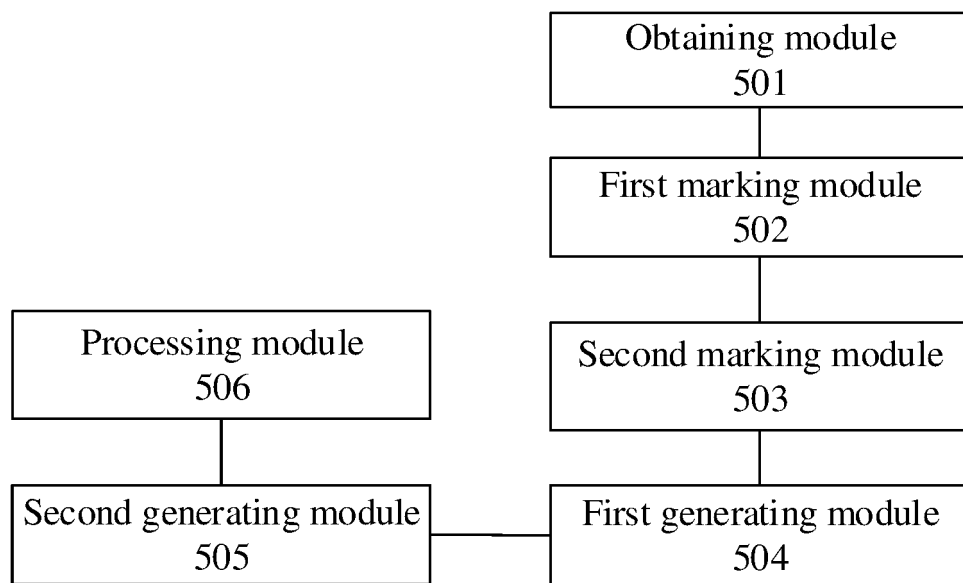 Obtaining module
501
First marking module
502
Second marking module
503
Processing module
506
Second generating module
505
First generating module
504